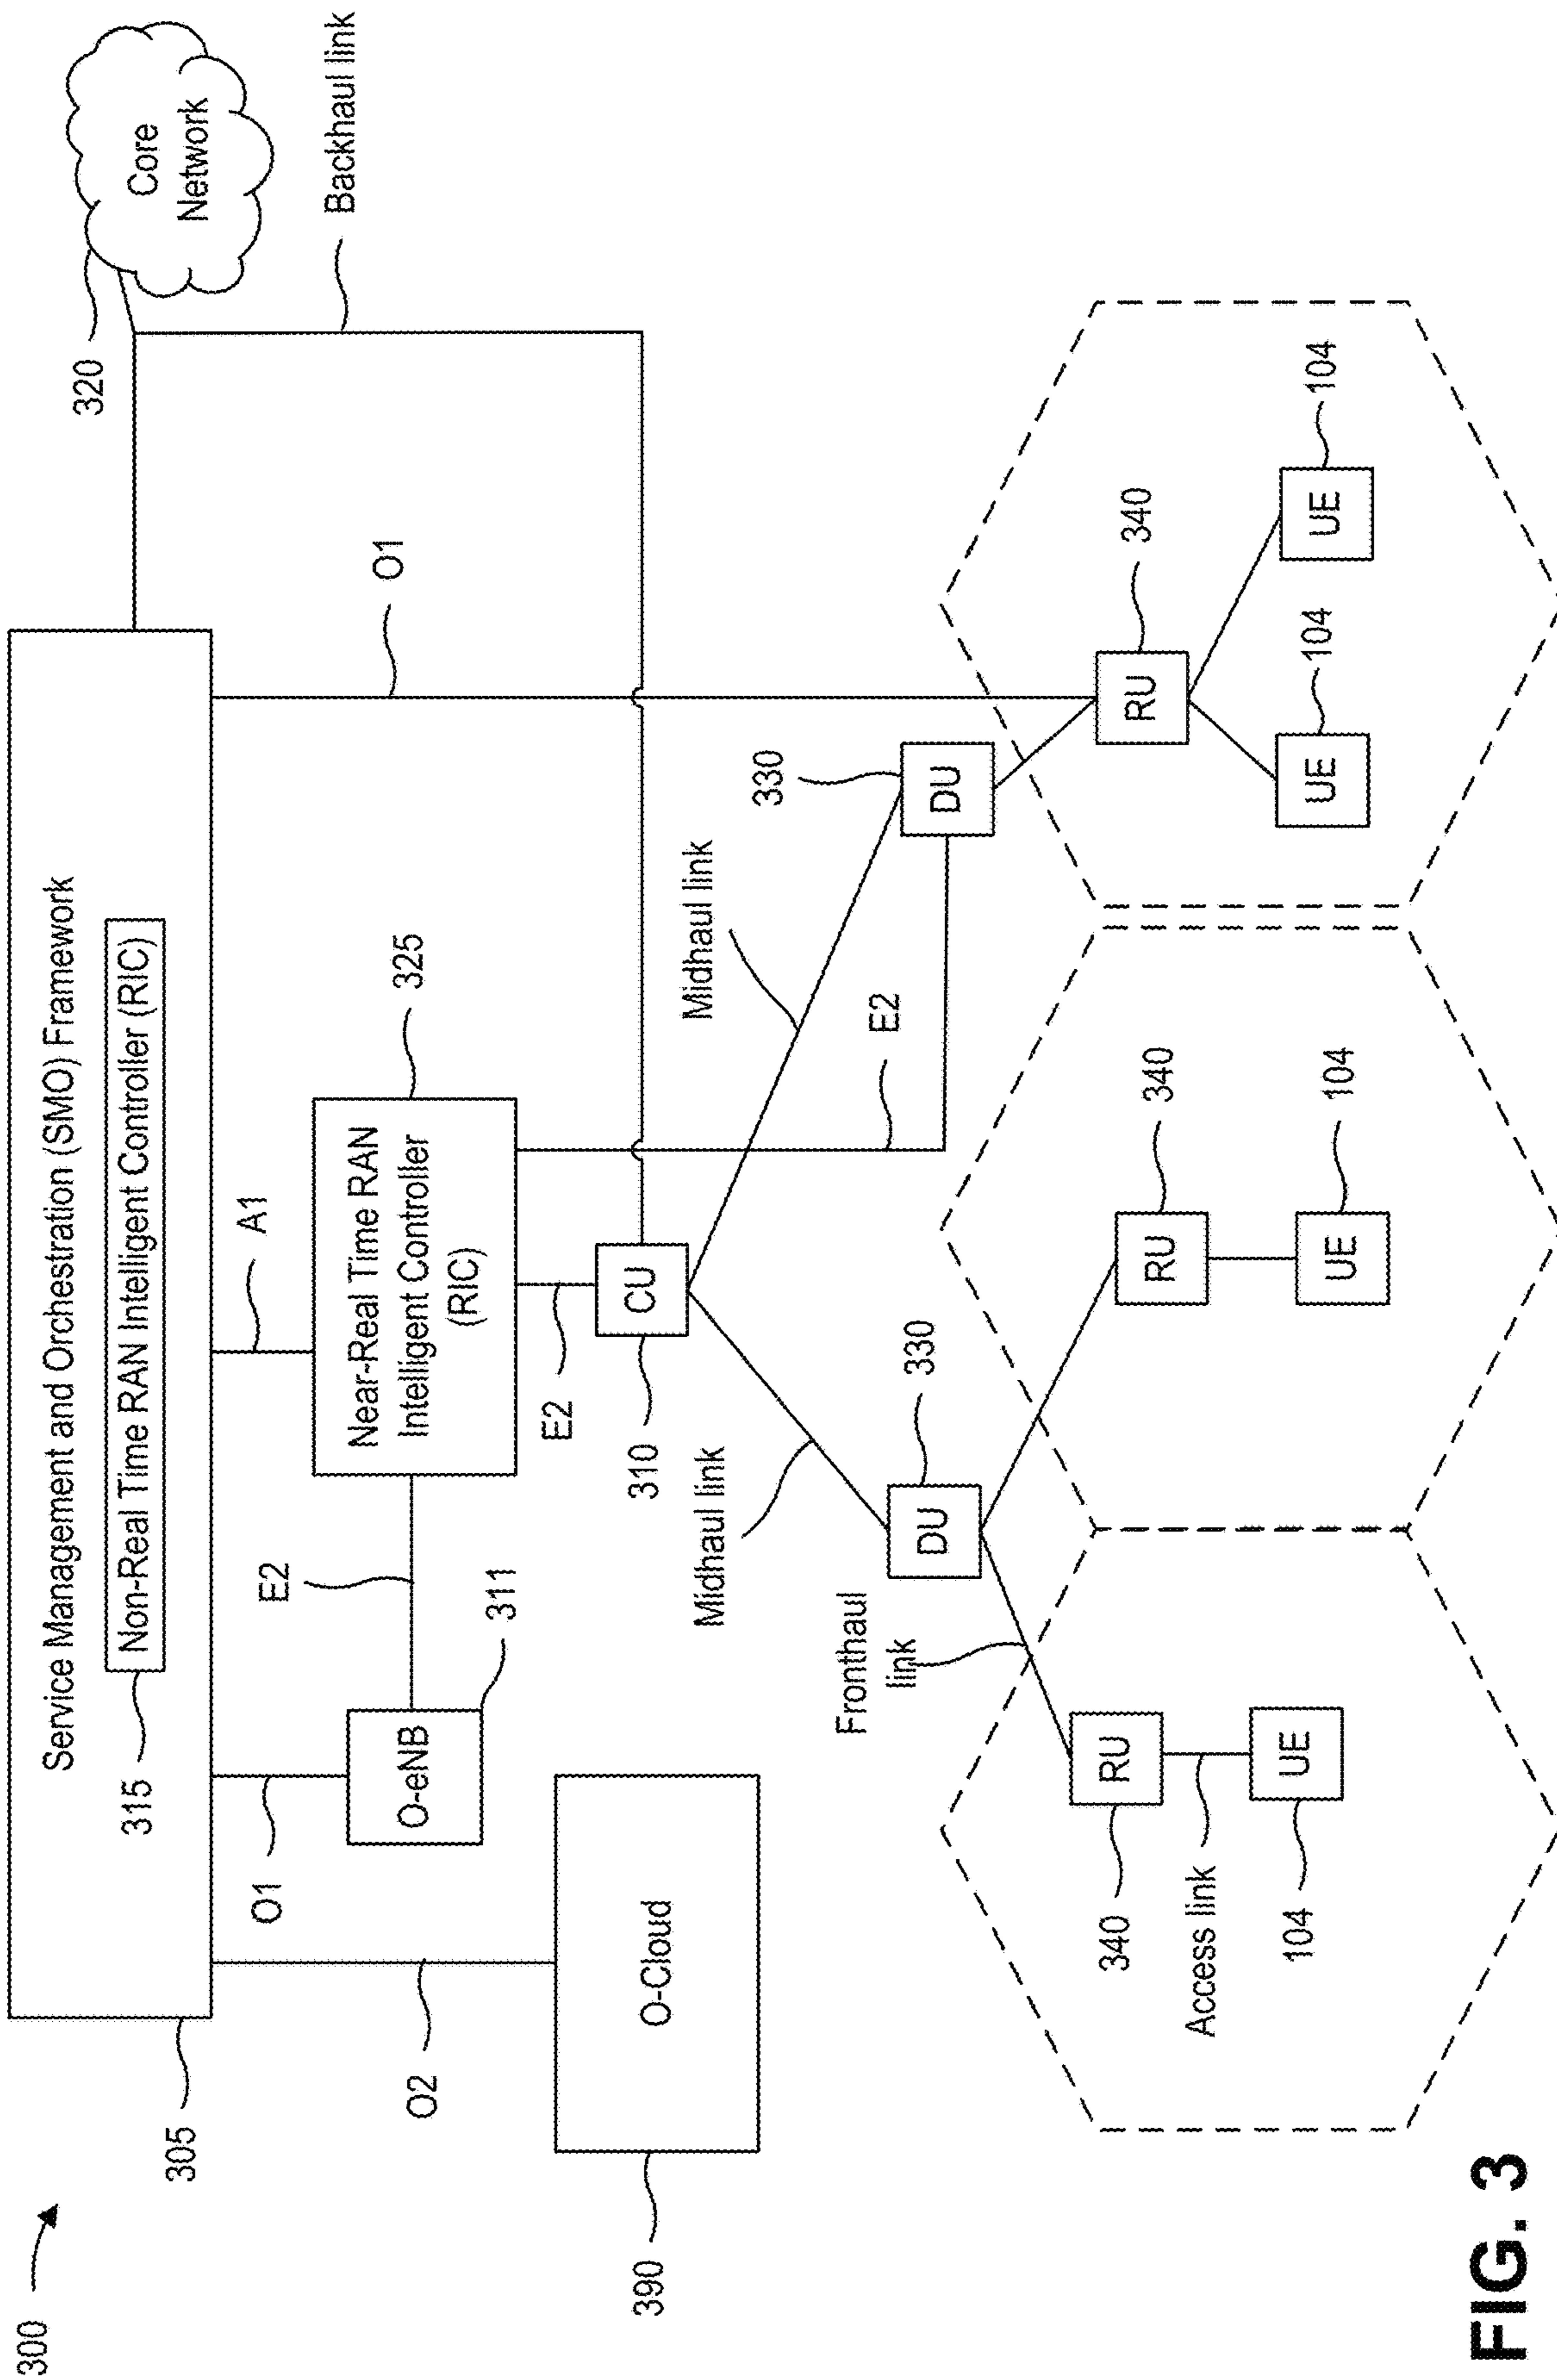 300
305
Service Management and Orchestration (SMO) Framework
315
Non-Real Time RAN Intelligent Controller (RIC)
320
Core
Network
Backhaul link
O2
O1
A1
O1
E2
Near-Real Time RAN
Intelligent Controller
(RIC)
325
O-eNB
311
390
O-Cloud
E2
310
CU
Midhaul link
Midhaul link
E2
330
DU
330
DU
Fronthaul
link
340
RU
Access link
104
UE
RU
340
UE
104
RU
340
UE
104
UE
104
FIG. 3